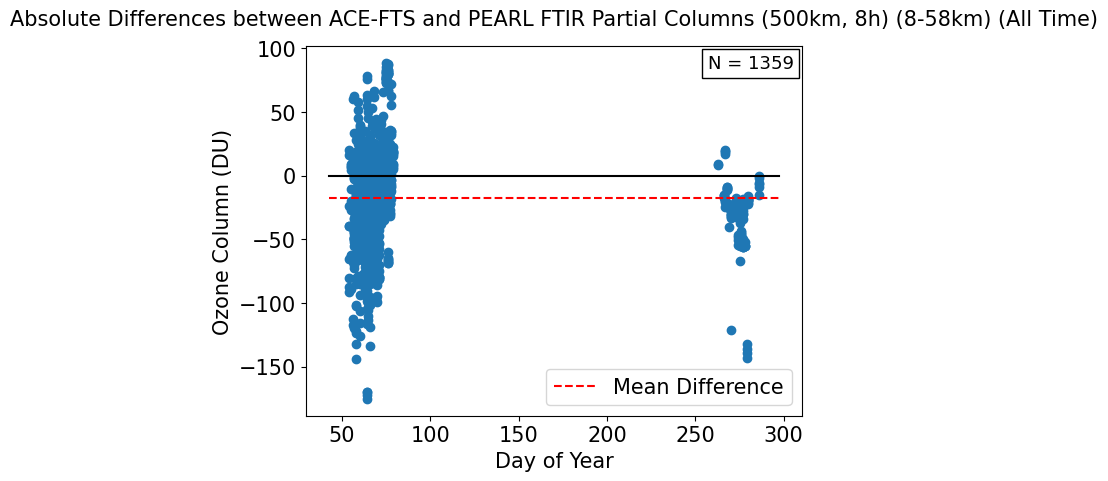 Absolute Differences between ACE-FTS and PEARL FTIR Partial Columns (500km, 8h) (8-58km) (All Time)
N = 1359
Ozone Column (DU)
100
50
0
−50
−100
−150
Mean Difference
50 100 150 200 250 300
Day of Year